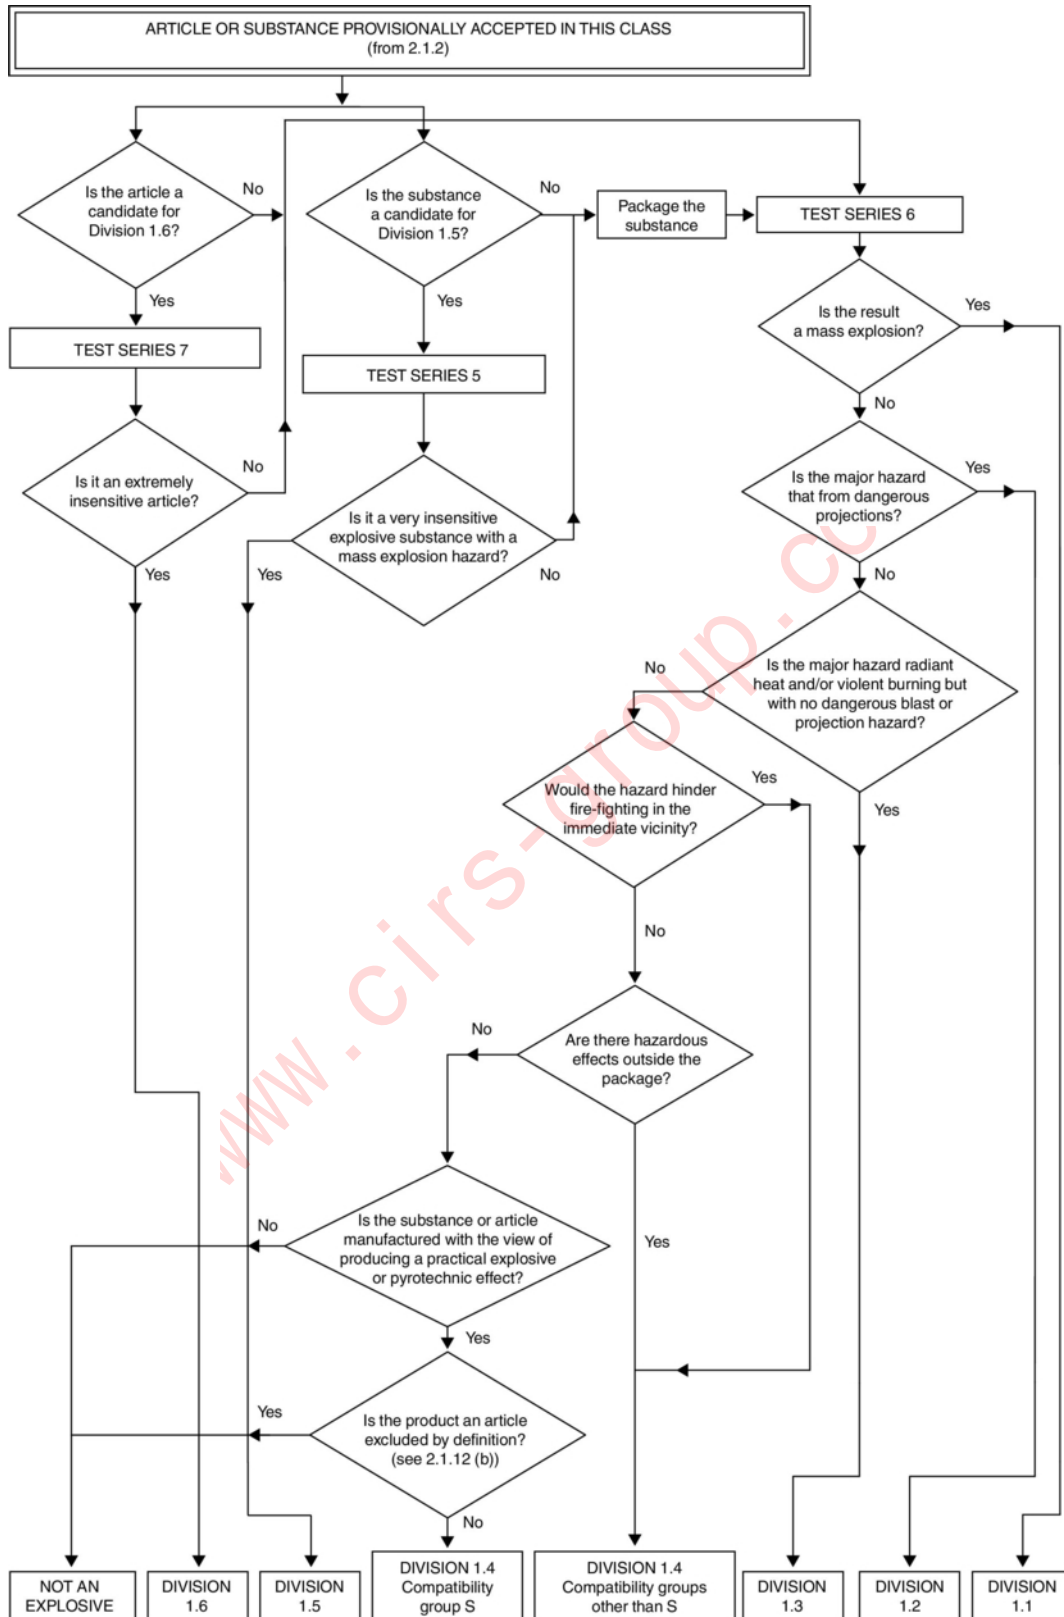 ARTICLE OR SUBSTANCE PROVISIONALLY ACCEPTED IN THIS CLASS
(from 2.1.2)
Is the article a
candidate for
Division 1.6?
No
Yes
Is the substance
a candidate for
Division 1.5?
No
Yes
Package the
substance
TEST SERIES 6
Is the result
a mass explosion?
Yes
No
TEST SERIES 7
TEST SERIES 5
Is it an extremely
insensitive article?
No
Yes
Is it a very insensitive
explosive substance with a
mass explosion hazard?
Yes
No
Is the major hazard
that from dangerous
projections?
Yes
No
Is the major hazard radiant
heat and/or violent burning but
with no dangerous blast or
projection hazard?
No
Yes
Would the hazard hinder
fire-fighting in the
immediate vicinity?
Yes
No
Are there hazardous
effects outside the
package?
No
Yes
Is the substance or article
manufactured with the view of
producing a practical explosive
or pyrotechnic effect?
No
Yes
Is the product an article
excluded by definition?
(see 2.1.12 (b))
Yes
No
NOT AN
EXPLOSIVE
DIVISION
1.6
DIVISION
1.5
DIVISION 1.4
Compatibility
group S
DIVISION 1.4
Compatibility groups
other than S
DIVISION
1.3
DIVISION
1.2
DIVISION
1.1